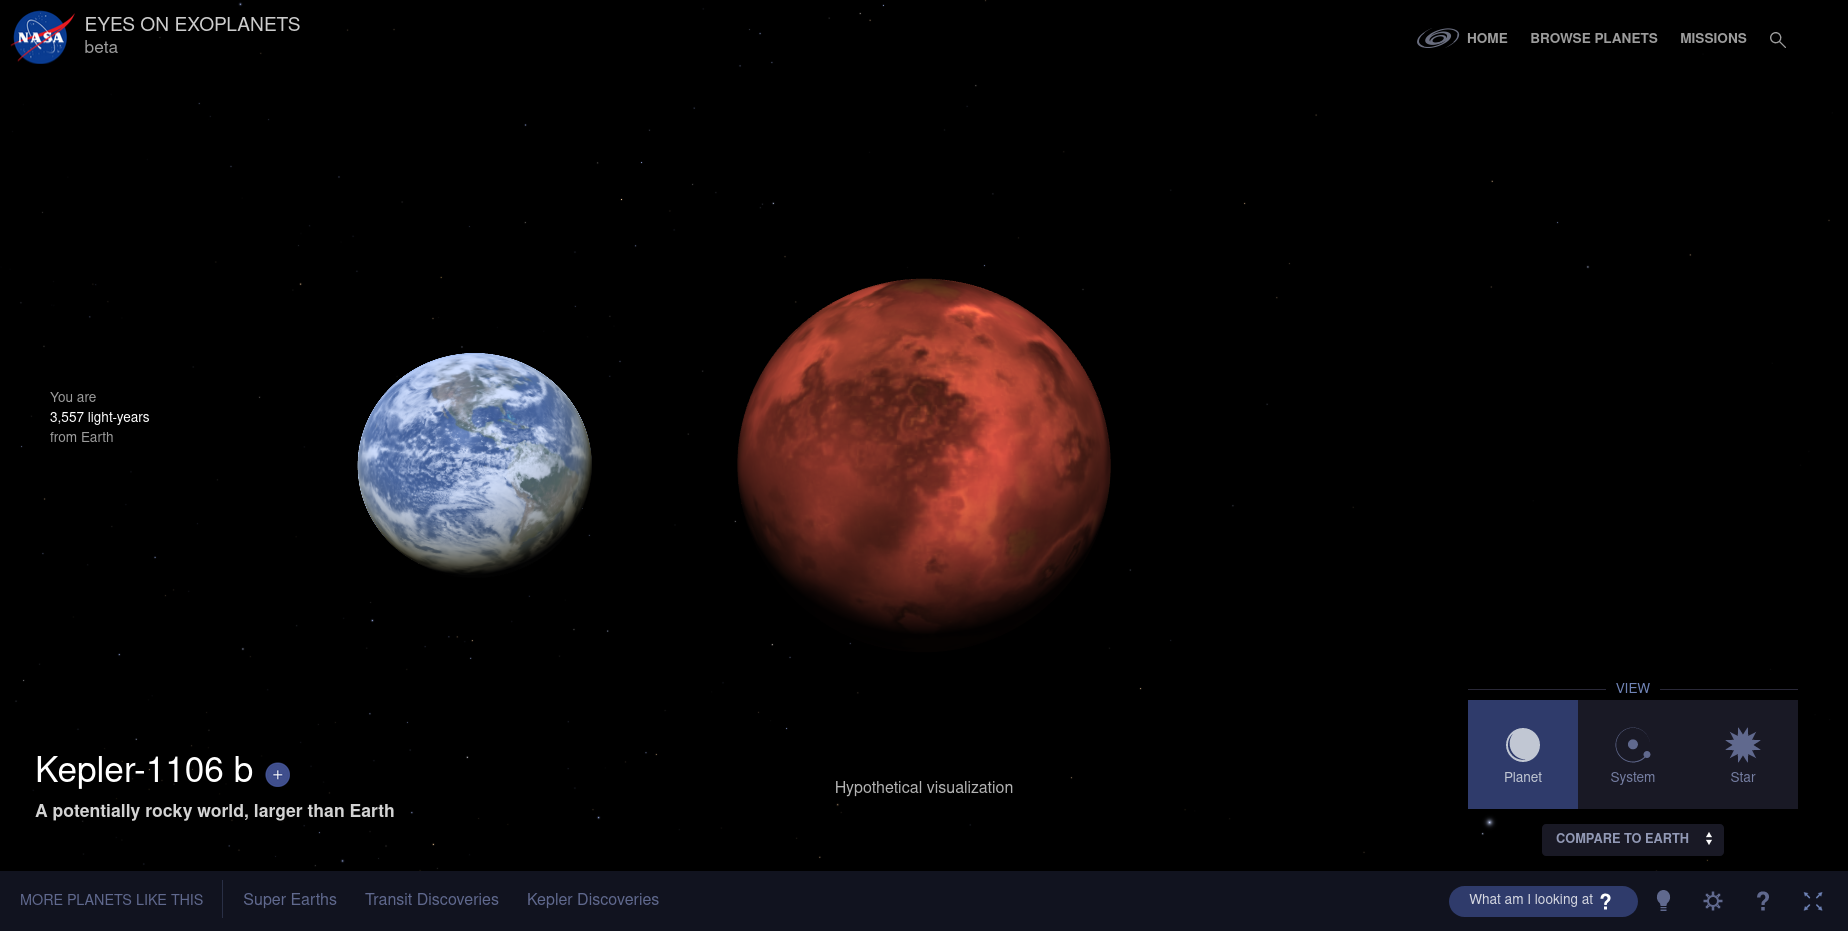 NASA
EYES ON EXOPLANETS
beta
HOME
BROWSE PLANETS
MISSIONS
You are
3,557 light-years
from Earth
Kepler-1106 b +
A potentially rocky world, larger than Earth
Hypothetical visualization
VIEW
Planet
System
Star
COMPARE TO EARTH
MORE PLANETS LIKE THIS
Super Earths
Transit Discoveries
Kepler Discoveries
What am I looking at ?
?